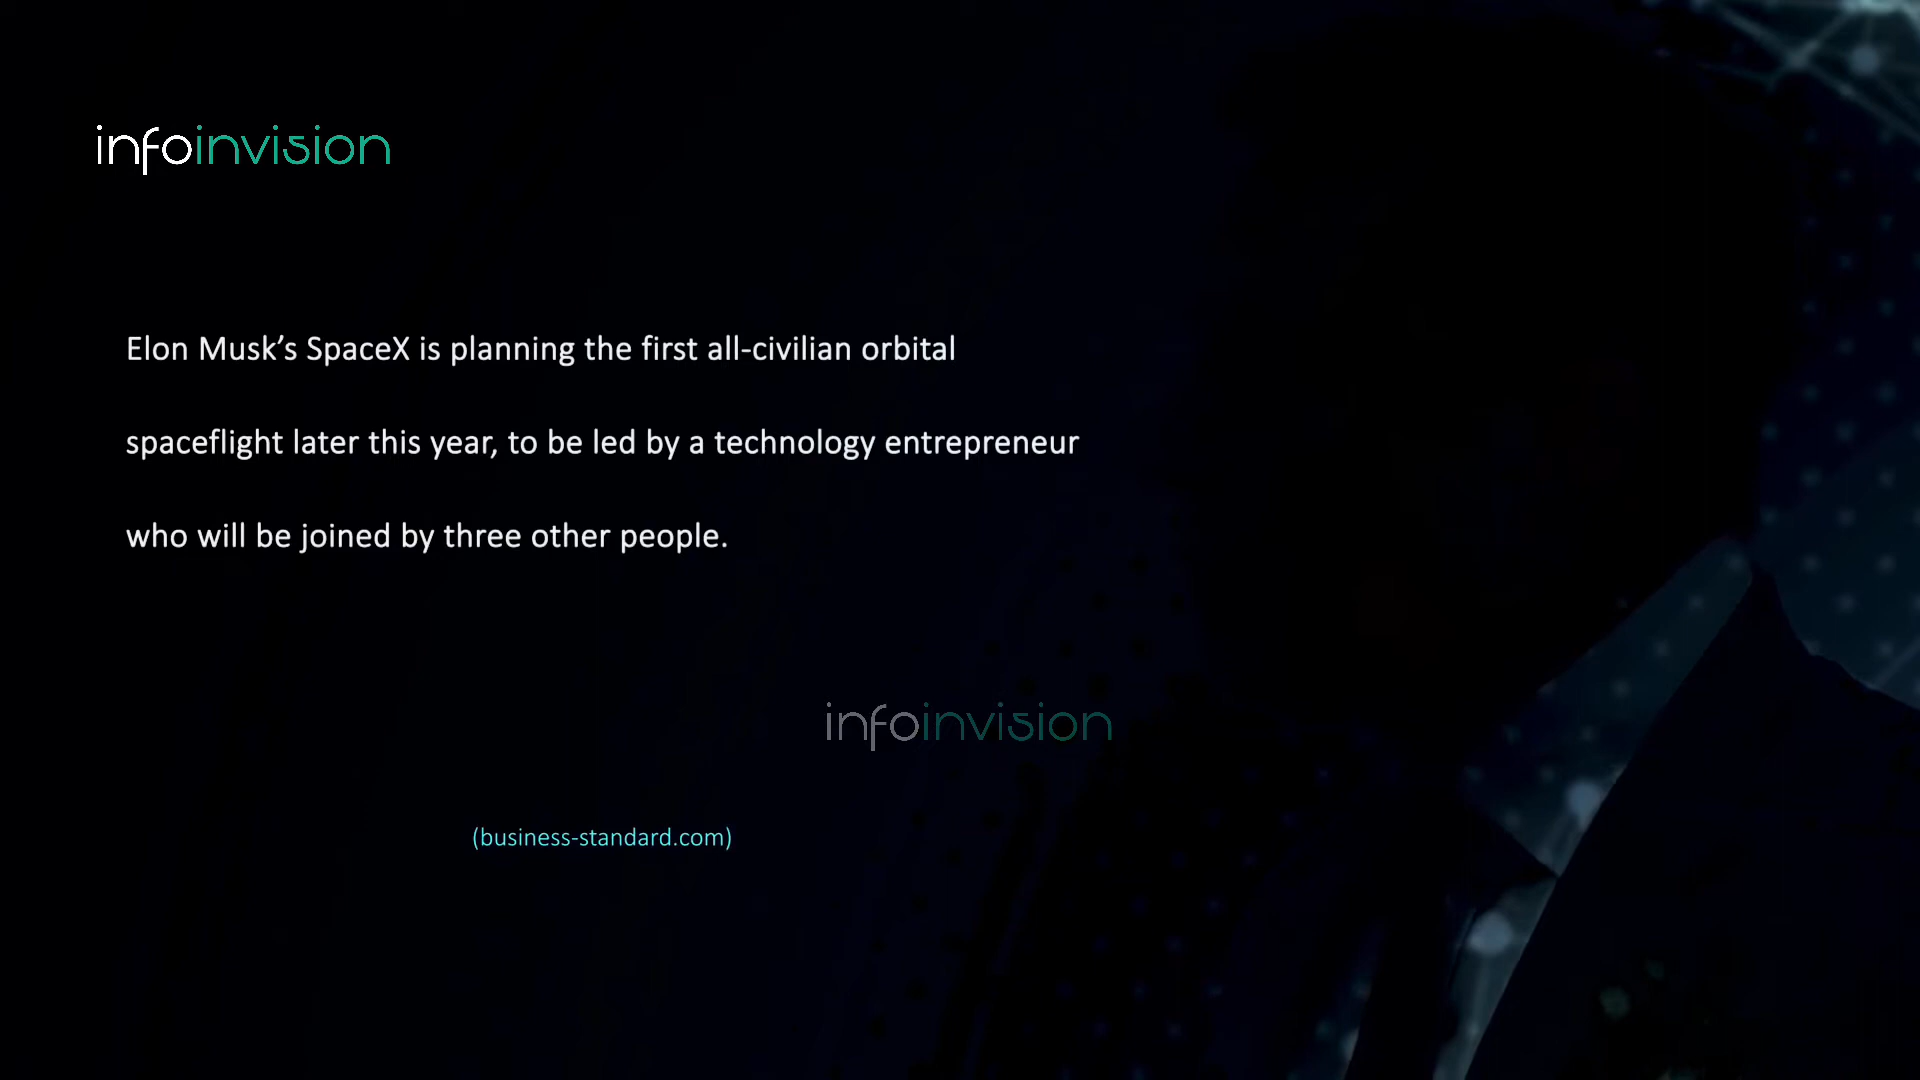 infoinvision
Elon Musk’s SpaceX is planning the first all-civilian orbital
spaceflight later this year, to be led by a technology entrepreneur
who will be joined by three other people.
infoinvision
(business-standard.com)